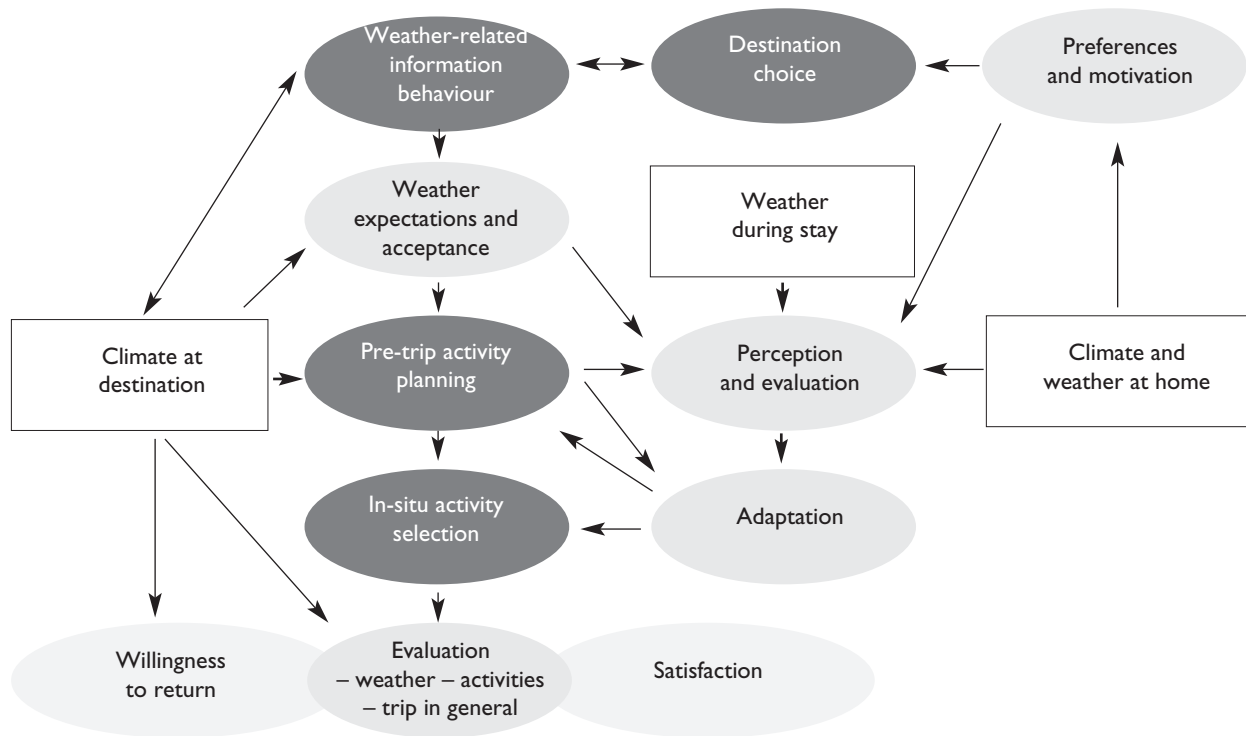 Weather-related
information
behaviour
Destination
choice
Preferences
and motivation
Weather
expectations and
acceptance
Weather
during stay
Climate at
destination
Pre-trip activity
planning
Perception
and evaluation
Climate and
weather at home
In-situ activity
selection
Adaptation
Willingness
to return
Evaluation
– weather – activities
– trip in general
Satisfaction